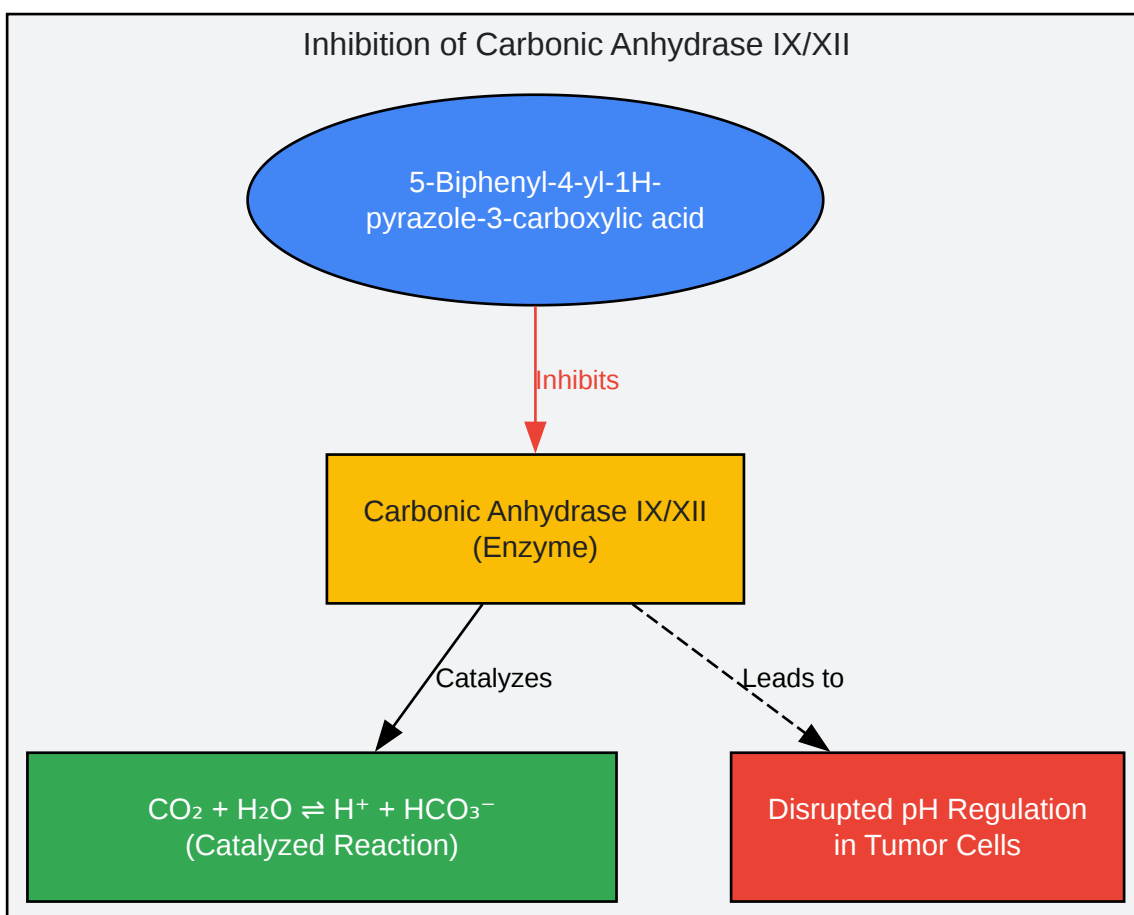 Inhibition of Carbonic Anhydrase IX/XII
5-Biphenyl-4-yl-1H-
pyrazole-3-carboxylic acid
Inhibits
Carbonic Anhydrase IX/XII
(Enzyme)
Catalyzes
Leads to
CO₂ + H₂O ⇌ H⁺ + HCO₃⁻
(Catalyzed Reaction)
Disrupted pH Regulation
in Tumor Cells